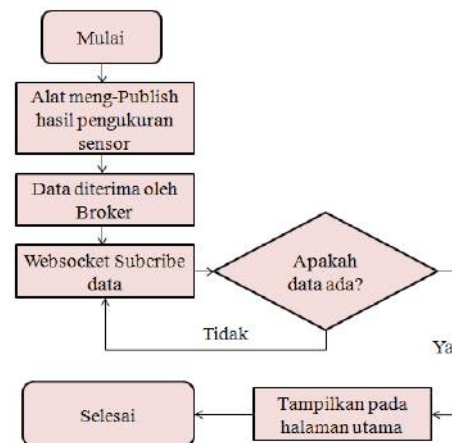 Mulai
Alat meng-Publish
hasil pengukuran
sensor
Data diterima oleh
Broker
Websocket Subcribe
data
Apakah
data ada?
Tidak
Ya
Tampilkan pada
halaman utama
Selesai